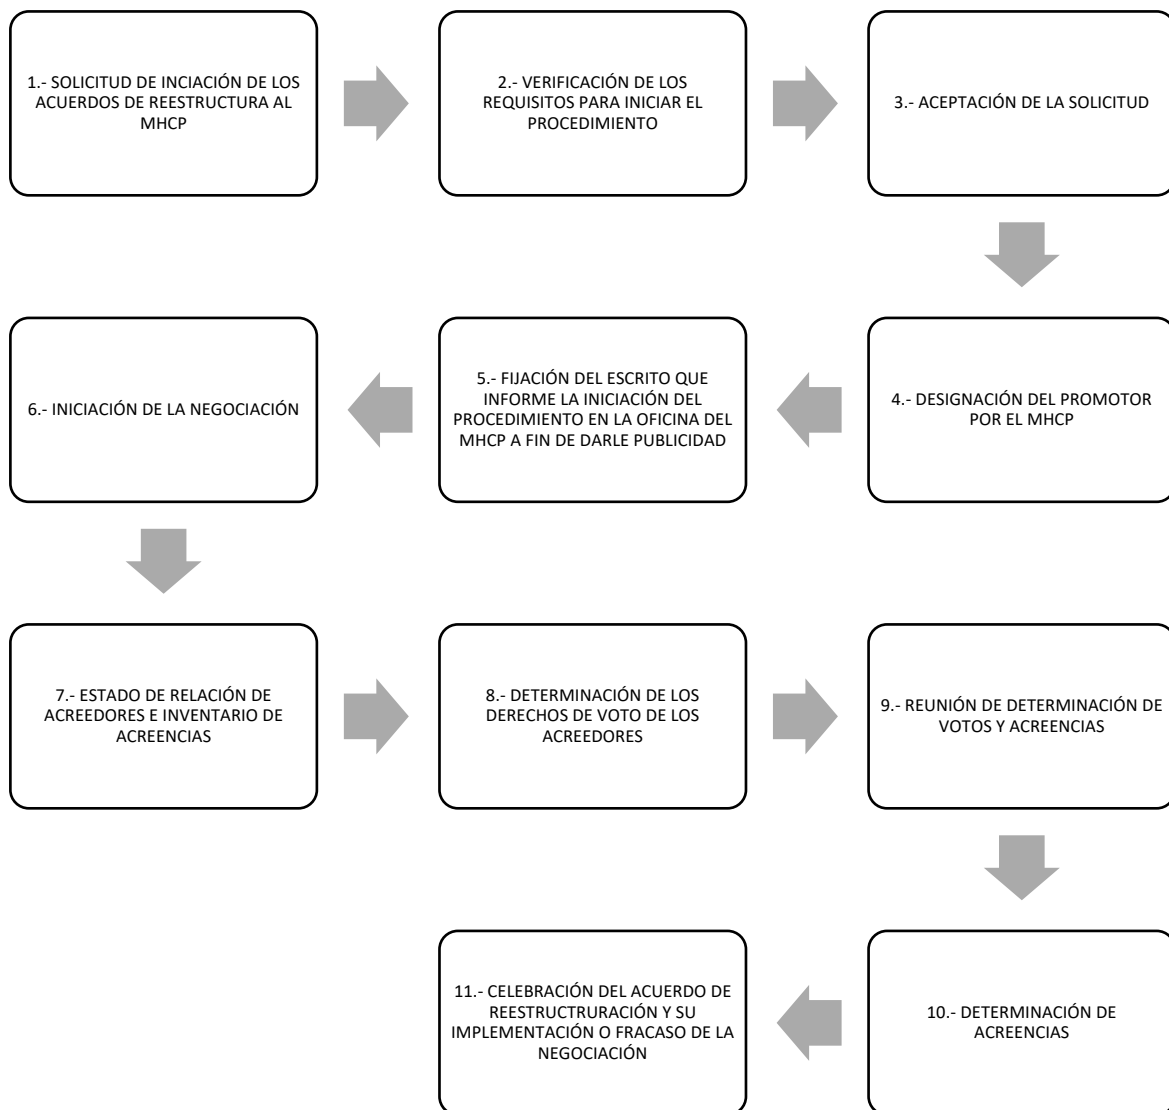 1.- SOLICITUD DE INCIACIÓN DE LOS
ACUERDOS DE REESTRUCTURA AL
MHCP
2.- VERIFICACIÓN DE LOS
REQUISITOS PARA INICIAR EL
PROCEDIMIENTO
3.- ACEPTACIÓN DE LA SOLICITUD
4.- DESIGNACIÓN DEL PROMOTOR
POR EL MHCP
5.- FIJACIÓN DEL ESCRITO QUE
INFORME LA INICIACIÓN DEL
PROCEDIMIENTO EN LA OFICINA DEL
MHCP A FIN DE DARLE PUBLICIDAD
6.- INICIACIÓN DE LA NEGOCIACIÓN
7.- ESTADO DE RELACIÓN DE
ACREEDORES E INVENTARIO DE
ACREENCIAS
8.- DETERMINACIÓN DE LOS
DERECHOS DE VOTO DE LOS
ACREEDORES
9.- REUNIÓN DE DETERMINACIÓN DE
VOTOS Y ACREENCIAS
10.- DETERMINACIÓN DE
ACREENCIAS
11.- CELEBRACIÓN DEL ACUERDO DE
REESTRUCTRURACIÓN Y SU
IMPLEMENTACIÓN O FRACASO DE LA
NEGOCIACIÓN